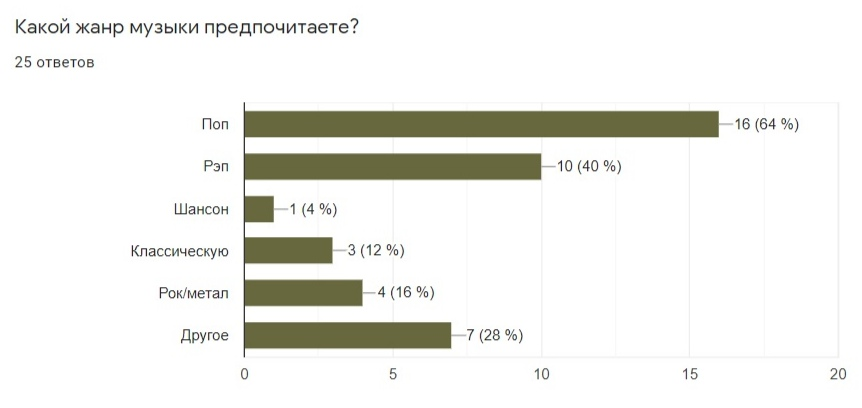 Какой жанр музыки предпочитаете?
25 ответов
Поп 16 (64 %)
Рэп 10 (40 %)
Шансон 1 (4 %)
Классическую 3 (12 %)
Рок/метал 4 (16 %)
Другое 7 (28 %)
0 5 10 15 20